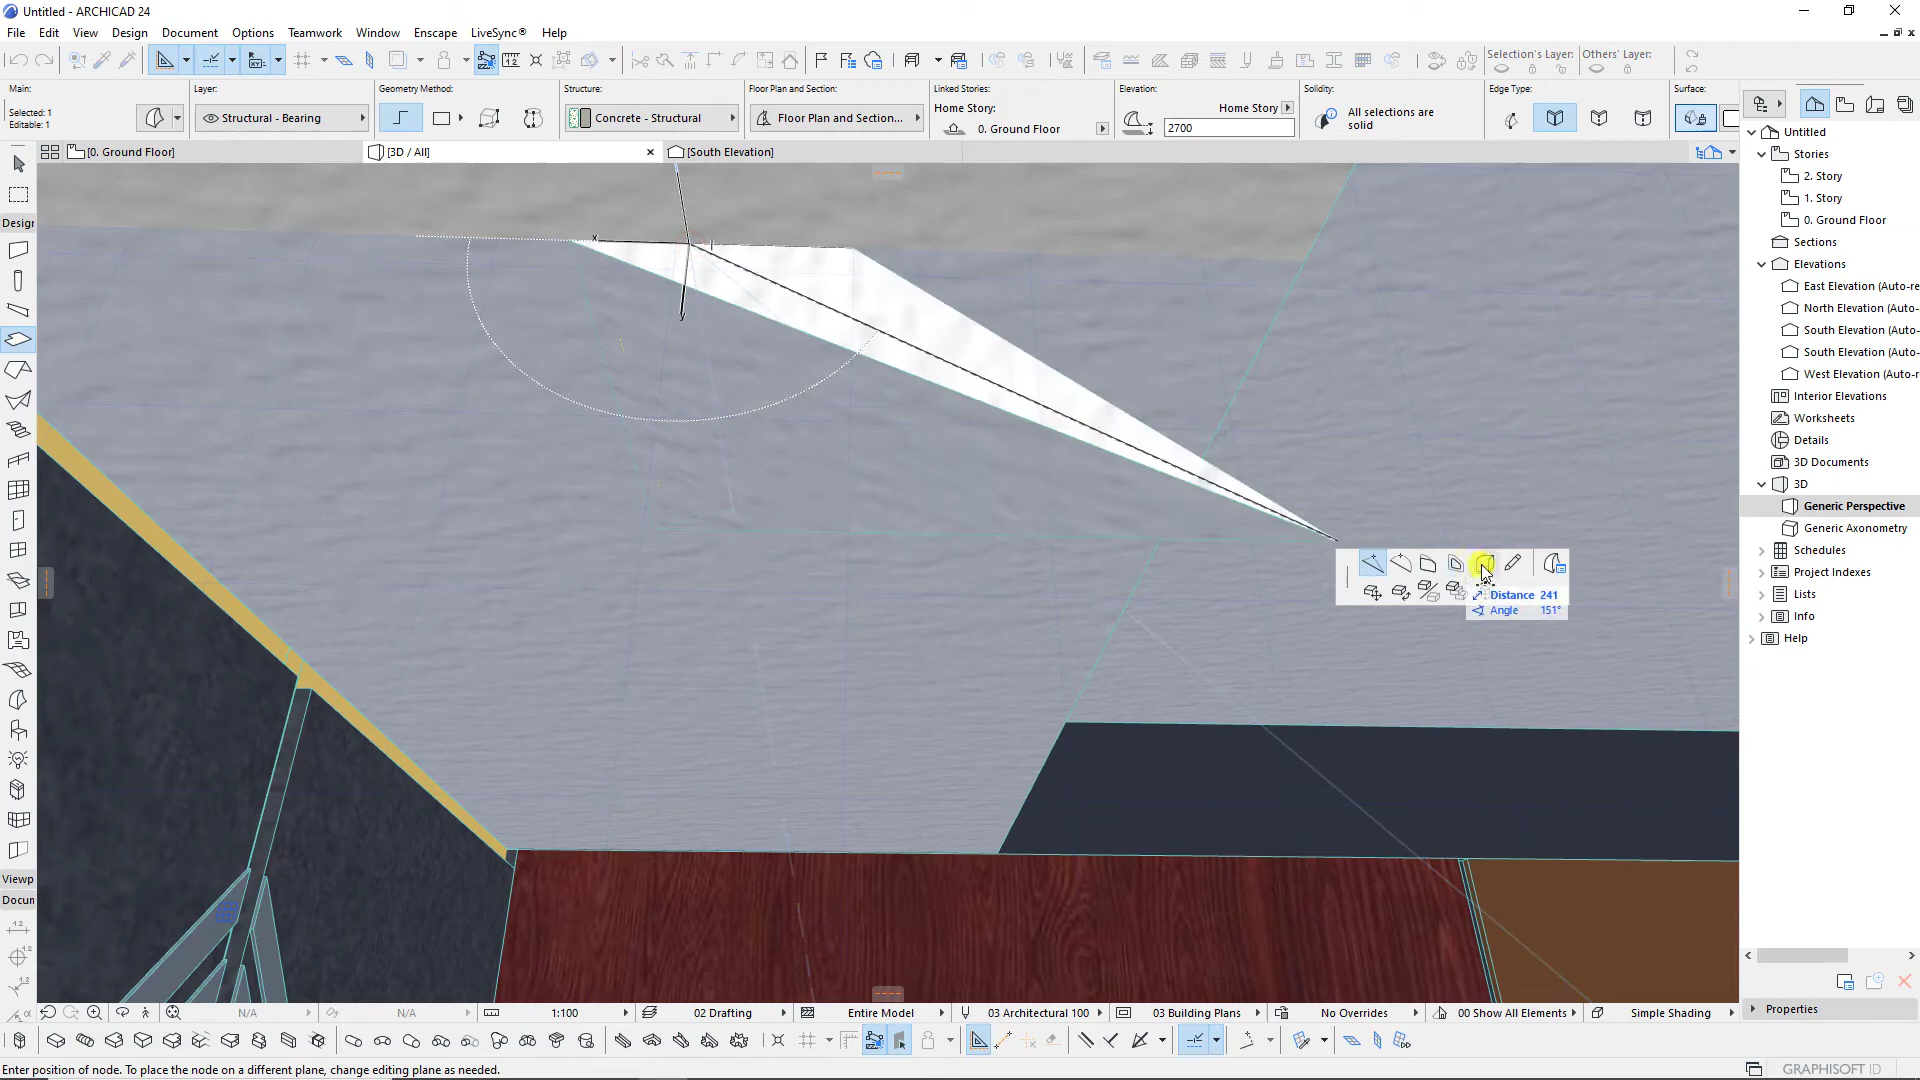 Untitled - ARCHICAD 24
File Edit View Design Document Options Teamwork Window Enscape LiveSync® Help
Selection's Layer: Others' Layer:
Main: Layer: Geometry Method: Structure: Floor Plan and Section: Linked Stories: Elevation: Solidity: Edge Type: Surface:
Selected: 1
Editable: 1
Structural - Bearing
Concrete - Structural
Floor Plan and Section...
Home Story:
0. Ground Floor
Home Story
2700
All selections are
solid
[0. Ground Floor]
[3D / All]
[South Elevation]
Untitled
Stories
2. Story
1. Story
0. Ground Floor
Sections
Elevations
East Elevation (Auto-re
North Elevation (Auto-
South Elevation (Auto-
South Elevation (Auto-
West Elevation (Auto-r
Interior Elevations
Worksheets
Details
3D Documents
3D
Generic Perspective
Generic Axonometry
Schedules
Project Indexes
Lists
Info
Help
Design
Viewp
Docum
x
y
Distance 241
Angle 151°
Properties
N/A N/A 1:100 02 Drafting Entire Model 03 Architectural 100 03 Building Plans No Overrides 00 Show All Elements Simple Shading
Enter position of node. To place the node on a different plane, change editing plane as needed.
GRAPHISOFT ID